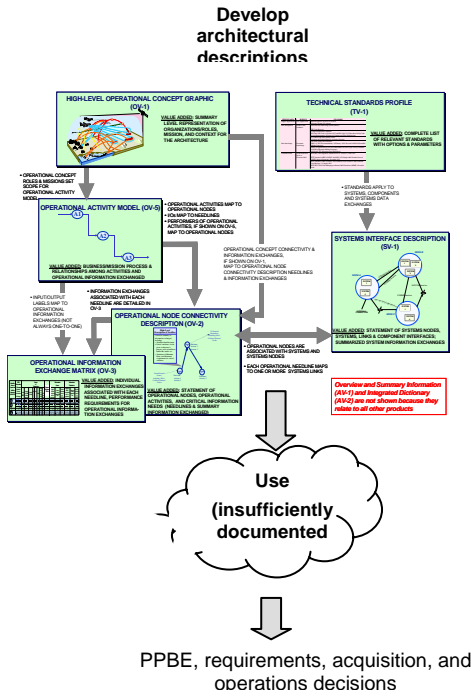 Develop
architectural
descriptions
HIGH-LEVEL OPERATIONAL CONCEPT GRAPHIC
(OV-1)
VALUE ADDED: SUMMARY
LEVEL REPRESENTATION OF
ORGANIZATIONS/ROLES,
MISSION, AND CONTEXT FOR
THE ARCHITECTURE
TECHNICAL STANDARDS PROFILE
(TV-1)
VALUE ADDED: COMPLETE LIST
OF RELEVANT STANDARDS
WITH OPTIONS & PARAMETERS
• OPERATIONAL CONCEPT
ROLES & MISSIONS SET
SCOPE FOR
OPERATIONAL ACTIVITY
MODEL
• STANDARDS APPLY TO
SYSTEMS, COMPONENTS
AND SYSTEMS DATA
EXCHANGES
OPERATIONAL ACTIVITY MODEL (OV-5)
A1
A2
A3
VALUE ADDED: BUSINESS/MISSION PROCESS &
RELATIONSHIPS AMONG ACTIVITIES AND
OPERATIONAL INFORMATION EXCHANGED
• OPERATIONAL ACTIVITIES MAP TO
OPERATIONAL NODES
• I/Os MAP TO NEEDLINES
• PERFORMERS OF OPERATIONAL
ACTIVITIES, IF SHOWN ON OV-5,
MAP TO OPERATIONAL NODES
OPERATIONAL CONCEPT CONNECTIVITY &
INFORMATION EXCHANGES,
IF SHOWN ON OV-1,
MAP TO OPERATIONAL NODE
CONNECTIVITY DESCRIPTION NEEDLINES
& INFORMATION EXCHANGES
SYSTEMS INTERFACE DESCRIPTION
(SV-1)
VALUE ADDED: STATEMENT OF SYSTEMS NODES,
SYSTEMS, LINKS & COMPONENT INTERFACES;
SUMMARIZED SYSTEM INFORMATION EXCHANGES
• INPUT/OUTPUT
LABELS MAP TO
OPERATIONAL
INFORMATION
EXCHANGES (NOT
ALWAYS ONE-TO-ONE)
• INFORMATION EXCHANGES
ASSOCIATED WITH EACH
NEEDLINE ARE DETAILED IN
OV-3
OPERATIONAL NODE CONNECTIVITY
DESCRIPTION (OV-2)
VALUE ADDED: STATEMENT OF
OPERATIONAL NODES, OPERATIONAL
ACTIVITIES, AND CRITICAL INFORMATION
NEEDS (NEEDLINES & SUMMARY
INFORMATION EXCHANGED)
• OPERATIONAL NODES ARE
ASSOCIATED WITH SYSTEMS AND
SYSTEMS NODES
• EACH OPERATIONAL NEEDLINE MAPS
TO ONE OR MORE SYSTEMS LINKS
OPERATIONAL INFORMATION
EXCHANGE MATRIX (OV-3)
VALUE ADDED: INDIVIDUAL
INFORMATION EXCHANGES
ASSOCIATED WITH EACH
NEEDLINE, PERFORMANCE
REQUIREMENTS FOR
OPERATIONAL INFORMA-
TION EXCHANGES
Overview and Summary Information
(AV-1) and Integrated Dictionary
(AV-2) are not shown because they
relate to all other products
Use
(insufficiently
documented
PPBE, requirements, acquisition, and
operations decisions